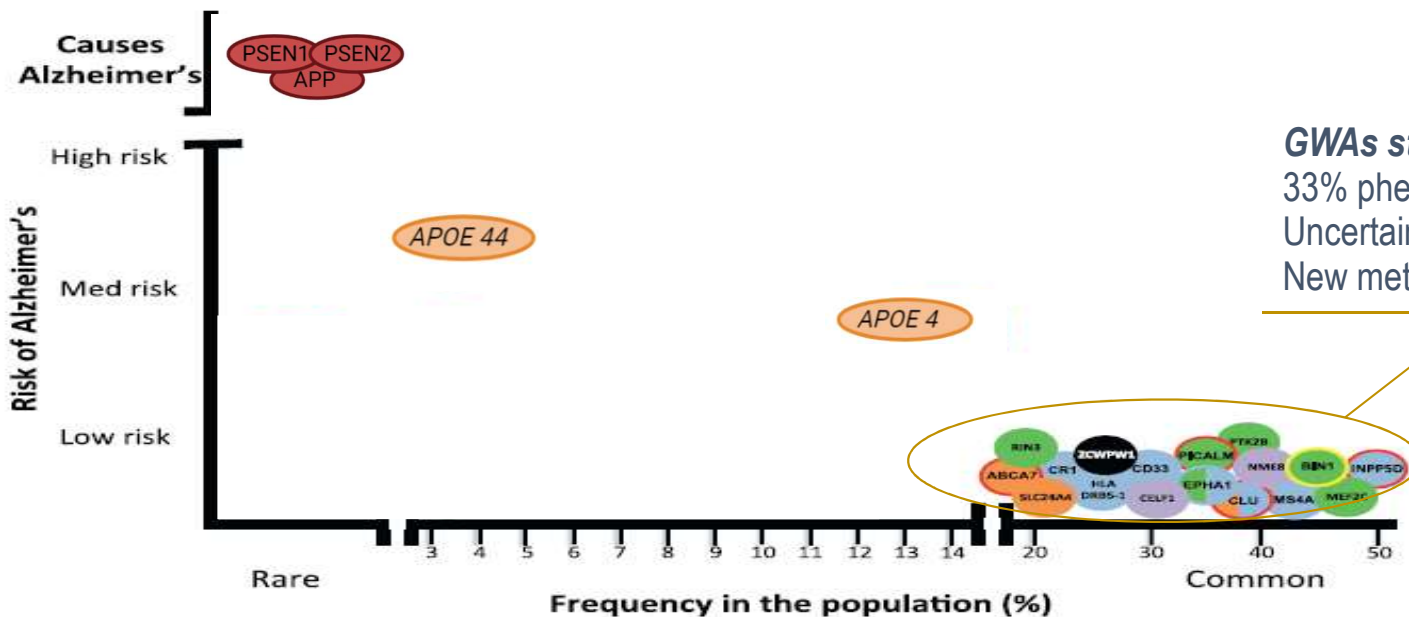 Causes
Alzheimer's
PSEN1 PSEN2
APP
High risk
Med risk
Low risk
Risk of Alzheimer's
APOE 44
APOE 4
GWAs st
33% phe
Uncertain
New met
RIN3
ZCWPW1
PTK2B
PICALM
ABCA7
CR1
CD33
NME8
BIN1
INPP5D
SLC24A4
HLA
DRB5-1
CELF1
EPHA1
CLU
MS4A
MEF2C
3 4 5 6 7 8 9 10 11 12 13 14 20 30 40 50
Rare
Common
Frequency in the population (%)